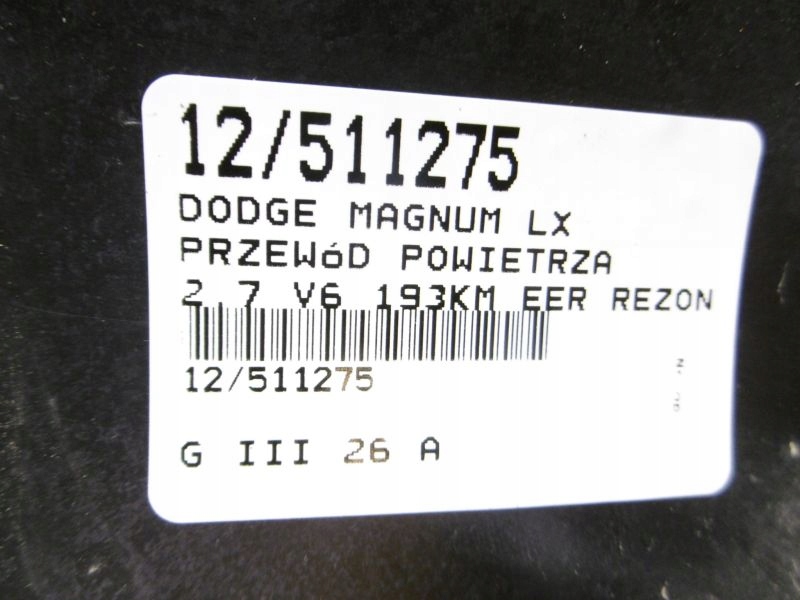 12/511275
DODGE MAGNUM LX
PRZEWóD POWIETRZA
2.7 V6 193KM EER REZON
12/511275
G III 26 A